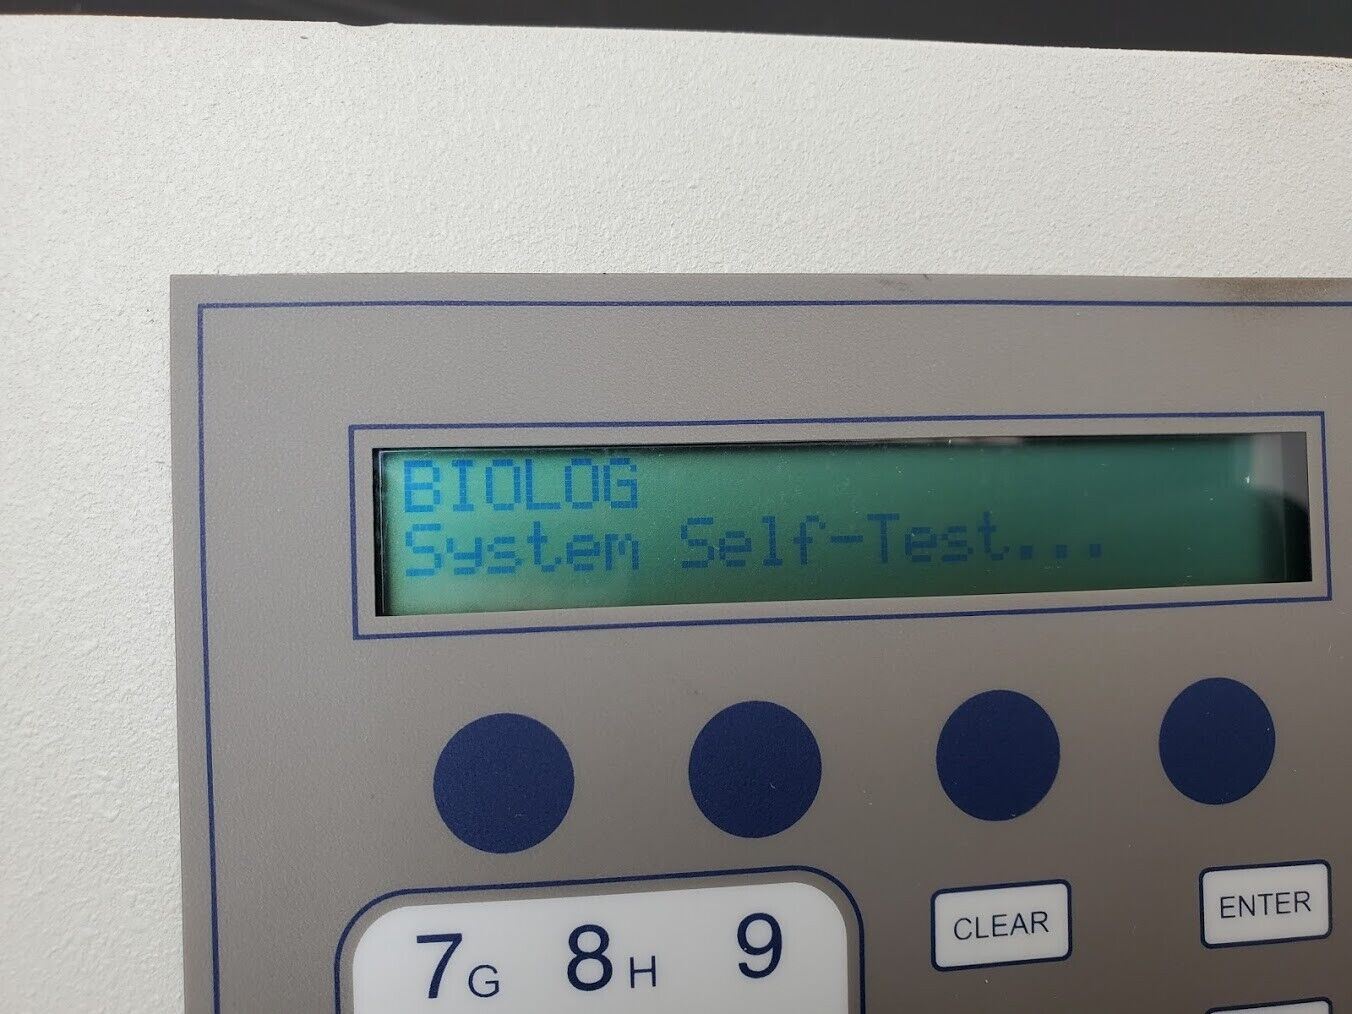 BIOLOG
System Self-Test...
CLEAR
ENTER
7G 8H 9